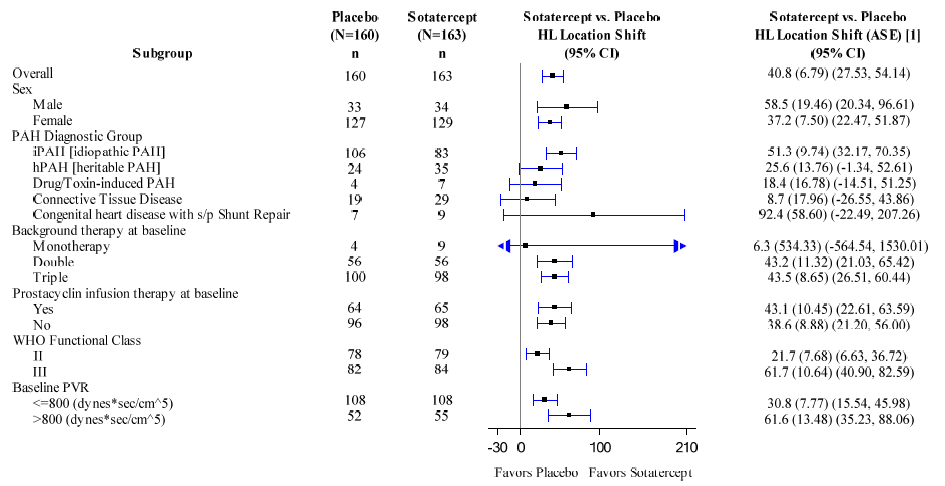 Placebo Sotatercept Sotatercept vs. Placebo Sotatercept vs. Placebo
(N=160) (N=163) HL Location Shift HL Location Shift (ASE) [1]
Subgroup n n (95% CI) (95% CI)
Overall 160 163 40.8 (6.79) (27.53, 54.14)
Sex
Male 33 34 58.5 (19.46) (20.34, 96.61)
Female 127 129 37.2 (7.50) (22.47, 51.87)
PAH Diagnostic Group
iPAH [idiopathic PAH] 106 83 51.3 (9.74) (32.17, 70.35)
hPAH [heritable PAH] 24 35 25.6 (13.76) (-1.34, 52.61)
Drug/Toxin-induced PAH 4 7 18.4 (16.78) (-14.51, 51.25)
Connective Tissue Disease 19 29 8.7 (17.96) (-26.55, 43.86)
Congenital heart disease with s/p Shunt Repair 7 9 92.4 (58.60) (-22.49, 207.26)
Background therapy at baseline
Monotherapy 4 9 6.3 (534.33) (-564.54, 1530.01)
Double 56 56 43.2 (11.32) (21.03, 65.42)
Triple 100 98 43.5 (8.65) (26.51, 60.44)
Prostacyclin infusion therapy at baseline
Yes 64 65 43.1 (10.45) (22.61, 63.59)
No 96 98 38.6 (8.88) (21.20, 56.00)
WHO Functional Class
II 78 79 21.7 (7.68) (6.63, 36.72)
III 82 84 61.7 (10.64) (40.90, 82.59)
Baseline PVR
<=800 (dynes*sec/cm^5) 108 108 30.8 (7.77) (15.54, 45.98)
>800 (dynes*sec/cm^5) 52 55 61.6 (13.48) (35.23, 88.06)
-30 0 100 210
Favors Placebo Favors Sotatercept